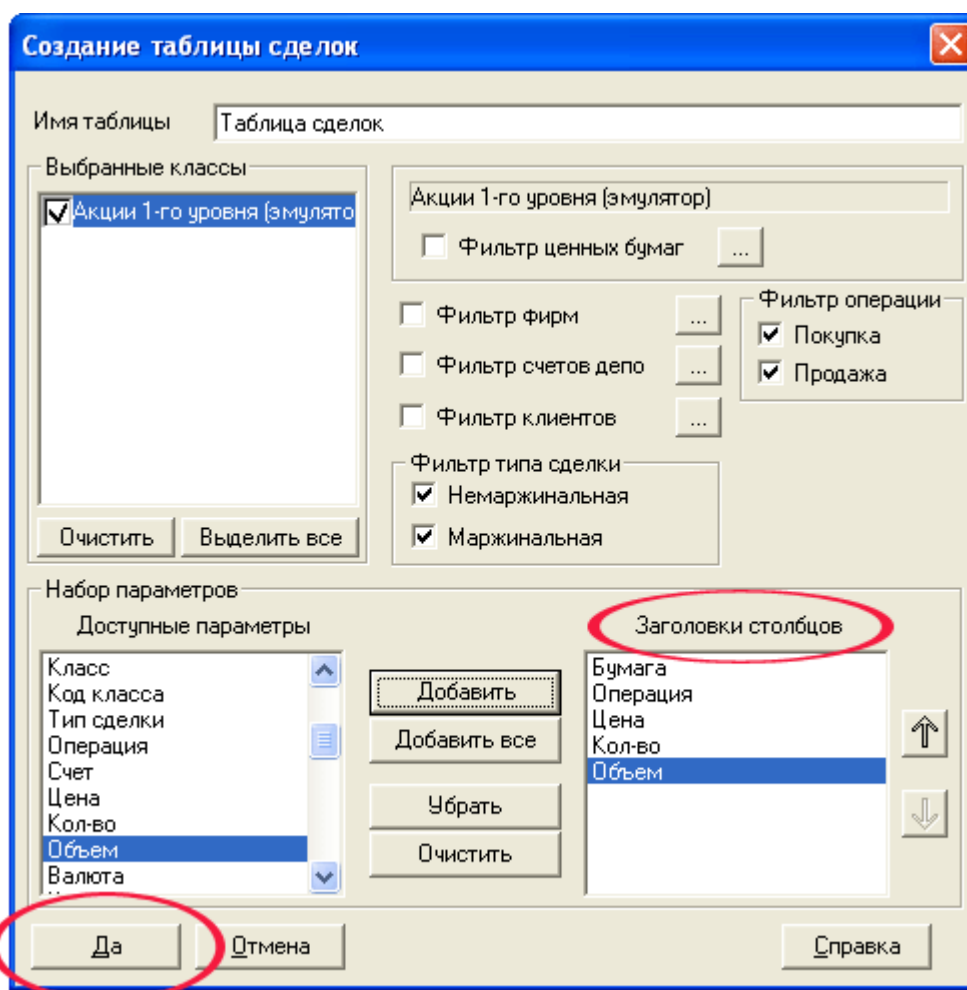 Создание таблицы сделок
Имя таблицы
Таблица сделок
Выбранные классы
Акции 1-го уровня (эмулято
Очистить
Выделить все
Акции 1-го уровня (эмулятор)
Фильтр ценных бумаг
...
Фильтр фирм
...
Фильтр счетов депо
...
Фильтр клиентов
...
Фильтр операции
Покупка
Продажа
Фильтр типа сделки
Немаржинальная
Маржинальная
Набор параметров
Доступные параметры
Класс
Код класса
Тип сделки
Операция
Счет
Цена
Кол-во
Объем
Валюта
Добавить
Добавить все
Убрать
Очистить
Заголовки столбцов
Бумага
Операция
Цена
Кол-во
Объем
Да
Отмена
Справка